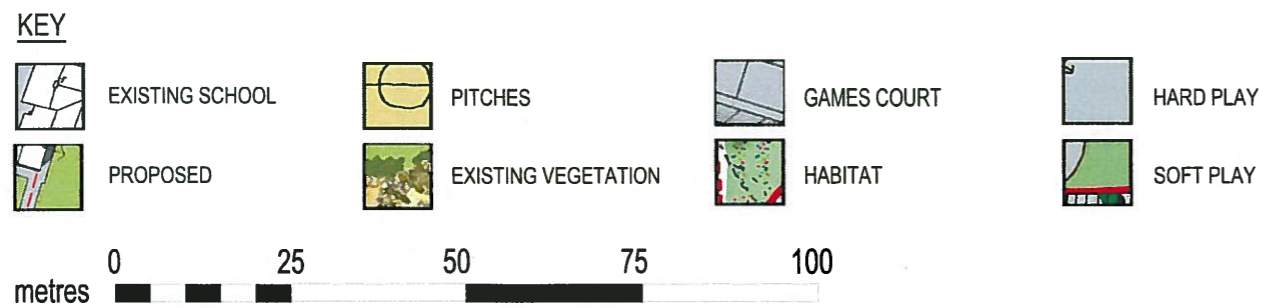 KEY
EXISTING SCHOOL PITCHES GAMES COURT HARD PLAY
PROPOSED EXISTING VEGETATION HABITAT SOFT PLAY
0 25 50 75 100
metres